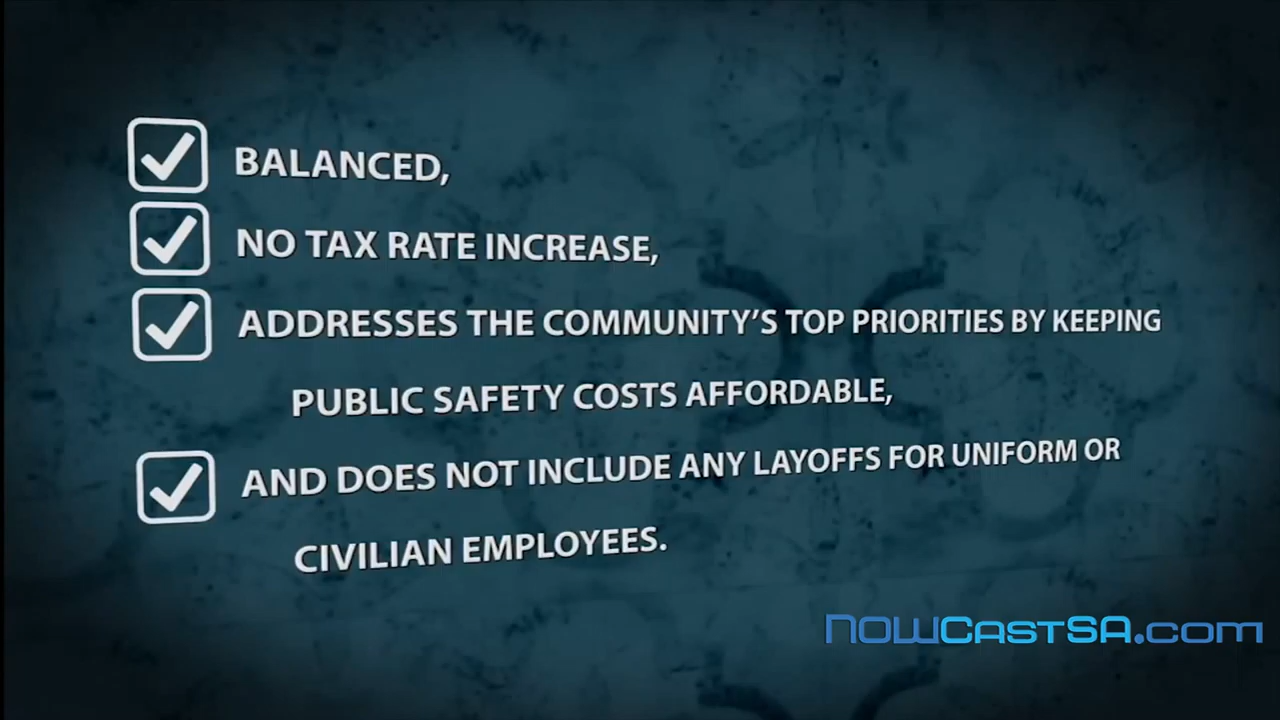 BALANCED,
NO TAX RATE INCREASE,
ADDRESSES THE COMMUNITY'S TOP PRIORITIES BY KEEPING
PUBLIC SAFETY COSTS AFFORDABLE,
AND DOES NOT INCLUDE ANY LAYOFFS FOR UNIFORM OR
CIVILIAN EMPLOYEES.
NOWCastSA.com